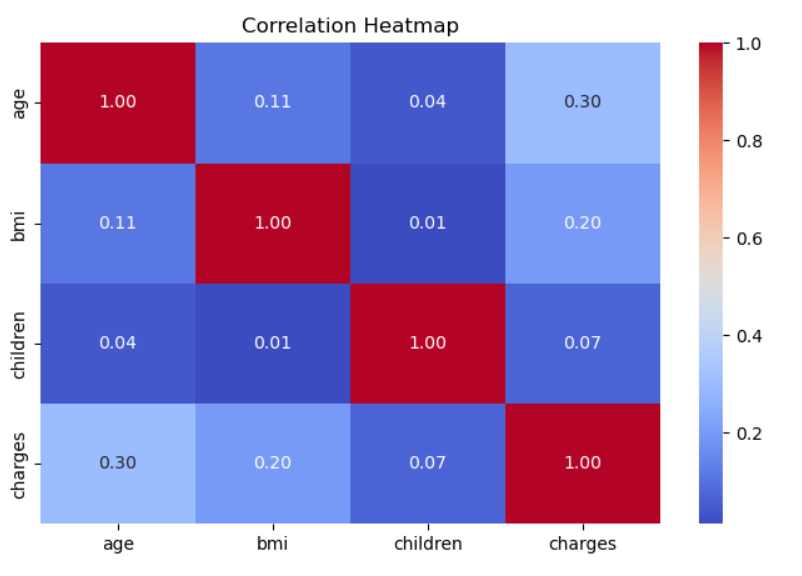 Correlation Heatmap
age 1.00 0.11 0.04 0.30
bmi 0.11 1.00 0.01 0.20
children 0.04 0.01 1.00 0.07
charges 0.30 0.20 0.07 1.00
age bmi children charges
1.0
0.8
0.6
0.4
0.2